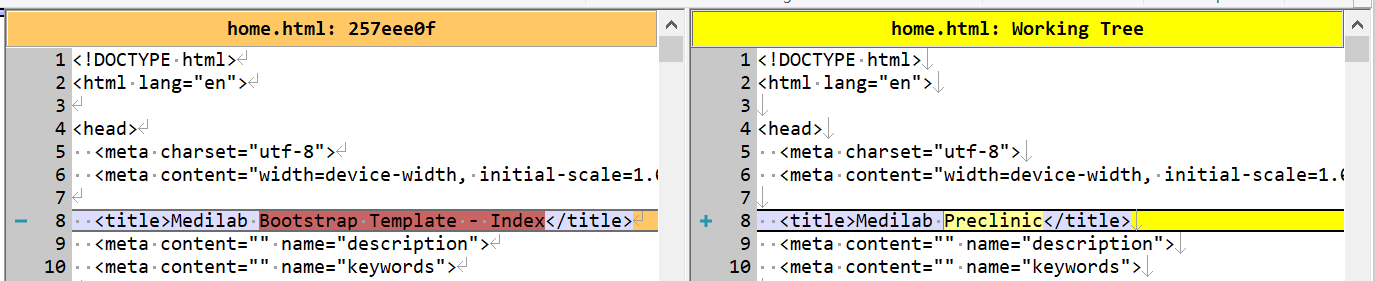 home.html: 257eee0f
1 <!DOCTYPE html>
2 <html lang="en">
3
4 <head>
5 <meta charset="utf-8">
6 <meta content="width=device-width, initial-scale=1.0
7
8 <title>Medilab Bootstrap Template - Index</title>
9 <meta content="" name="description">
10 <meta content="" name="keywords">
home.html: Working Tree
1 <!DOCTYPE html>
2 <html lang="en">
3
4 <head>
5 <meta charset="utf-8">
6 <meta content="width=device-width, initial-scale=1.0
7
8 <title>Medilab Preclinic</title>
9 <meta content="" name="description">
10 <meta content="" name="keywords">